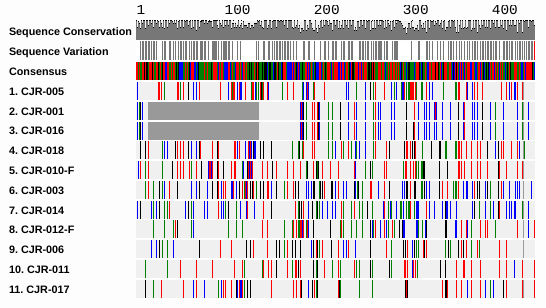 1 100 200 300 400
Sequence Conservation
Sequence Variation
Consensus
1. CJR-005
2. CJR-001
3. CJR-016
4. CJR-018
5. CJR-010-F
6. CJR-003
7. CJR-014
8. CJR-012-F
9. CJR-006
10. CJR-011
11. CJR-017